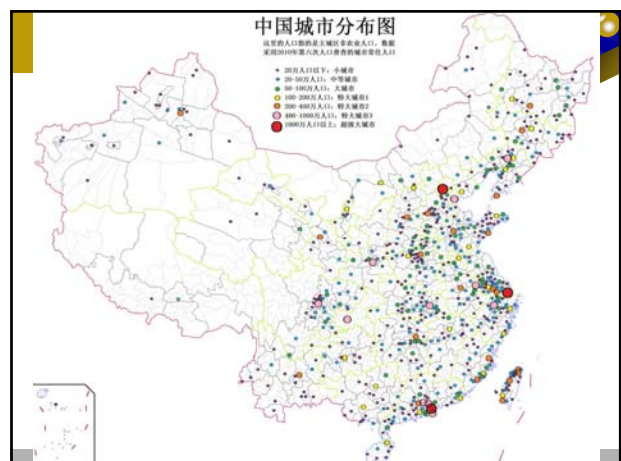 中国城市分布图
这里的人口指的是主城区非农业人口，数据
采用2010年第六次人口普查的城市常住人口
20万人口以下：小城市
20-50万人口：中等城市
50-100万人口：大城市
100-200万人口：特大城市1
200-400万人口：特大城市2
400-1000万人口：特大城市3
1000万人口以上：超级大城市